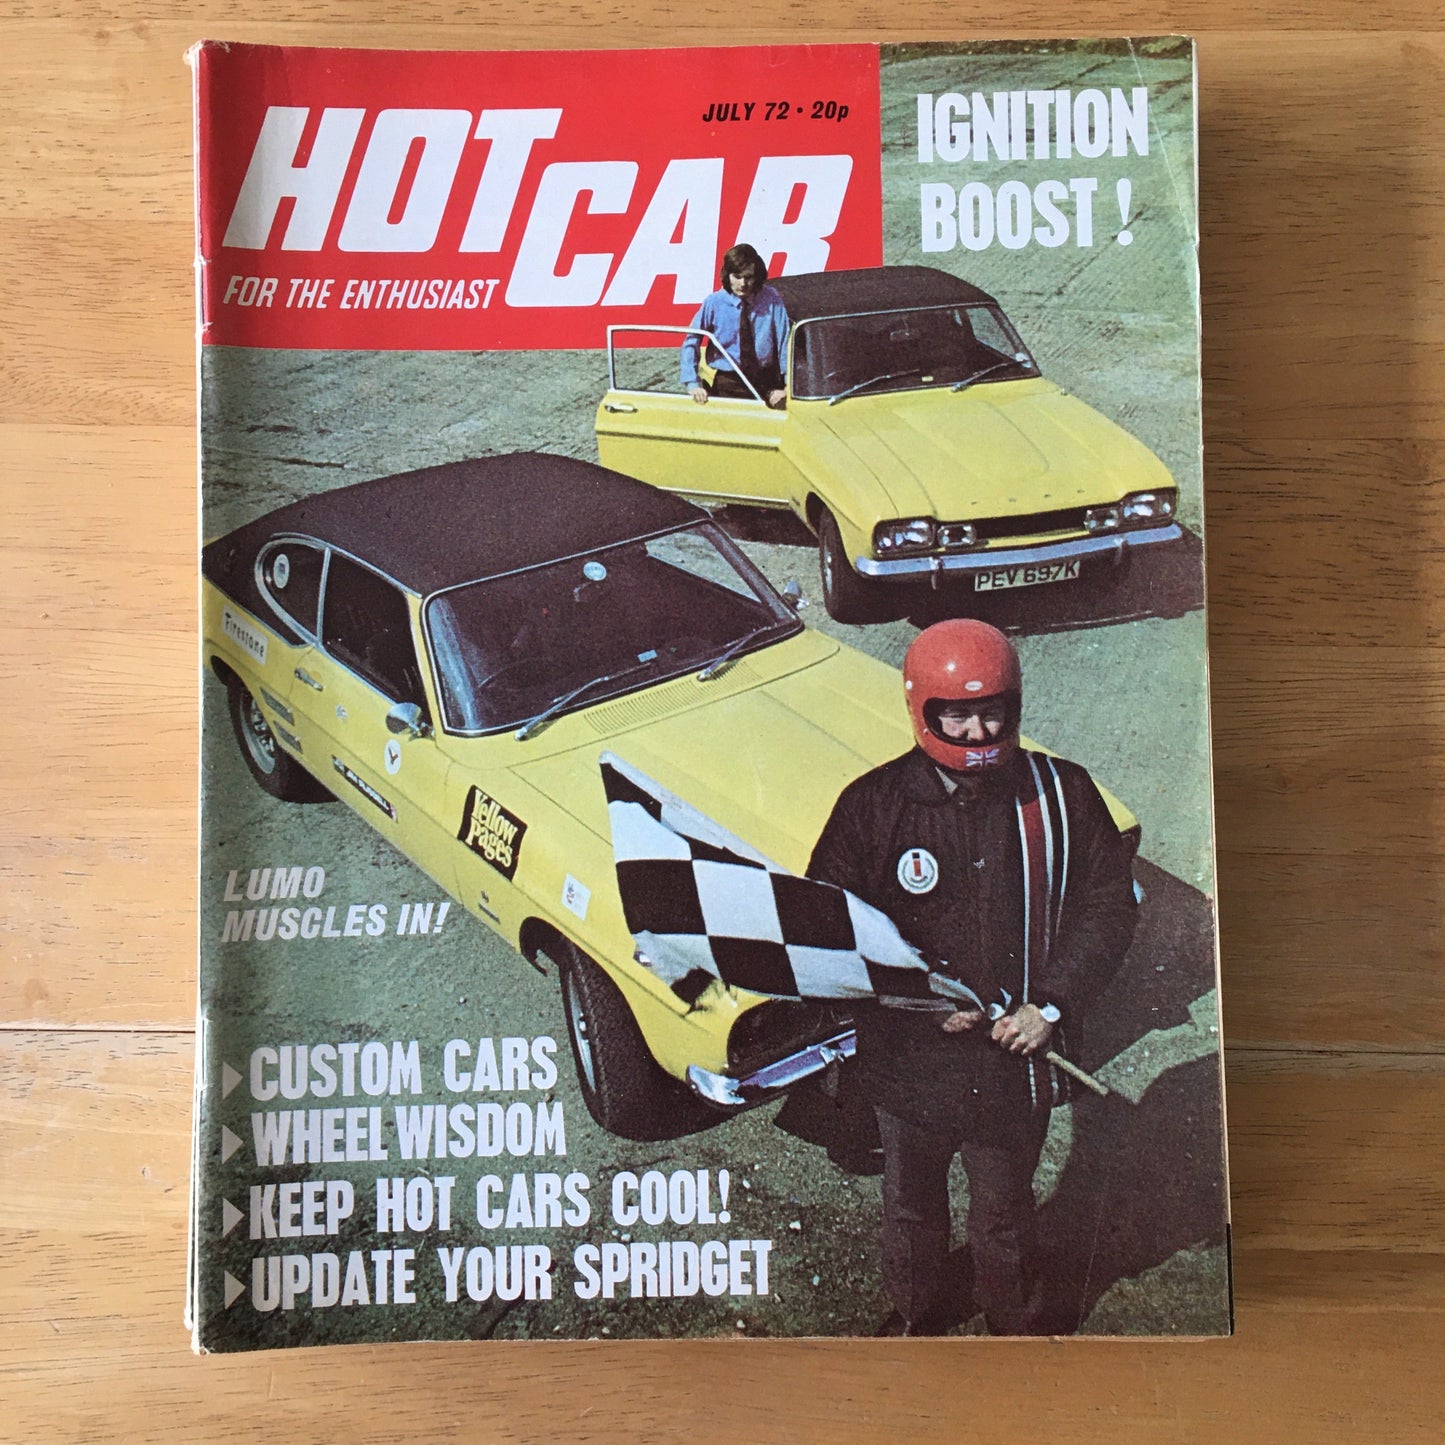 JULY 72 • 20p
HOT CAR
FOR THE ENTHUSIAST
IGNITION
BOOST!
FORD
PEV 697K
Firestone
Yellow
Pages
LUMO
MUSCLES IN!
CUSTOM CARS
WHEEL WISDOM
KEEP HOT CARS COOL!
UPDATE YOUR SPRIDGET